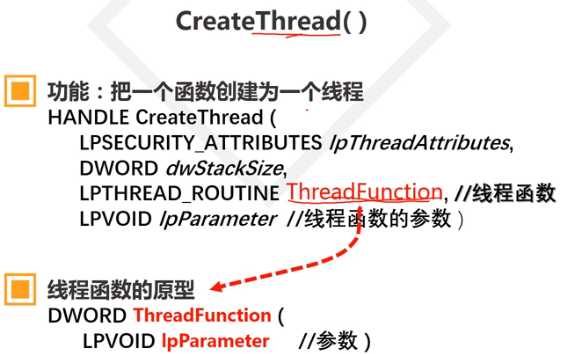 CreateThread( )
功能：把一个函数创建为一个线程
HANDLE CreateThread (
LPSECURITY_ATTRIBUTES lpThreadAttributes,
DWORD dwStackSize,
LPTHREAD_ROUTINE ThreadFunction, //线程函数
LPVOID lpParameter //线程函数的参数 )
线程函数的原型
DWORD ThreadFunction (
LPVOID lpParameter //参数 )